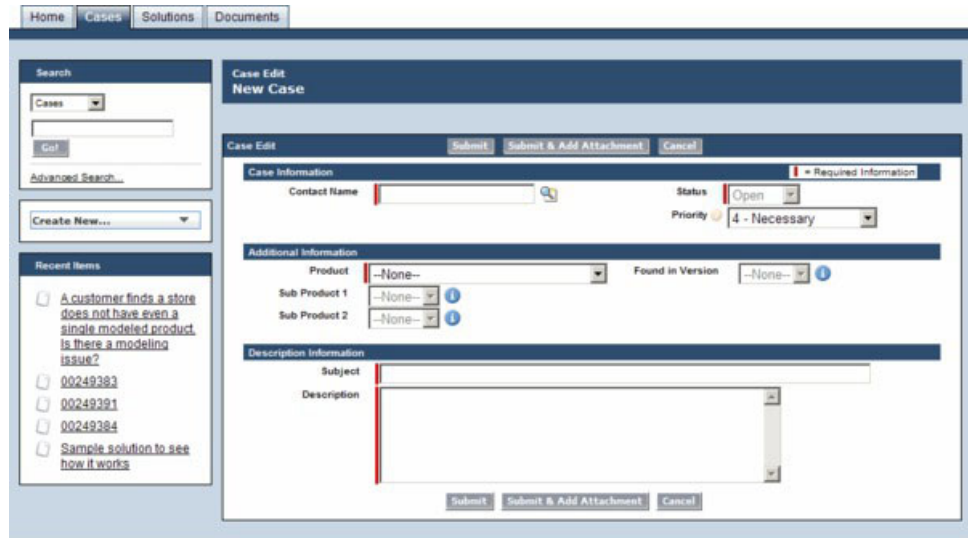 Home Cases Solutions Documents
Search
Cases
Go!
Advanced Search...
Create New...
Recent Items
A customer finds a store
does not have even a
single modeled product.
Is there a modeling
issue?
00249383
00249391
00249384
Sample solution to see
how it works
Case Edit
New Case
Case Edit Submit Submit & Add Attachment Cancel
Case Information = Required Information
Contact Name Status Open
Priority 4 - Necessary
Additional Information
Product --None-- Found in Version --None--
Sub Product 1 --None--
Sub Product 2 --None--
Description Information
Subject
Description
Submit Submit & Add Attachment Cancel